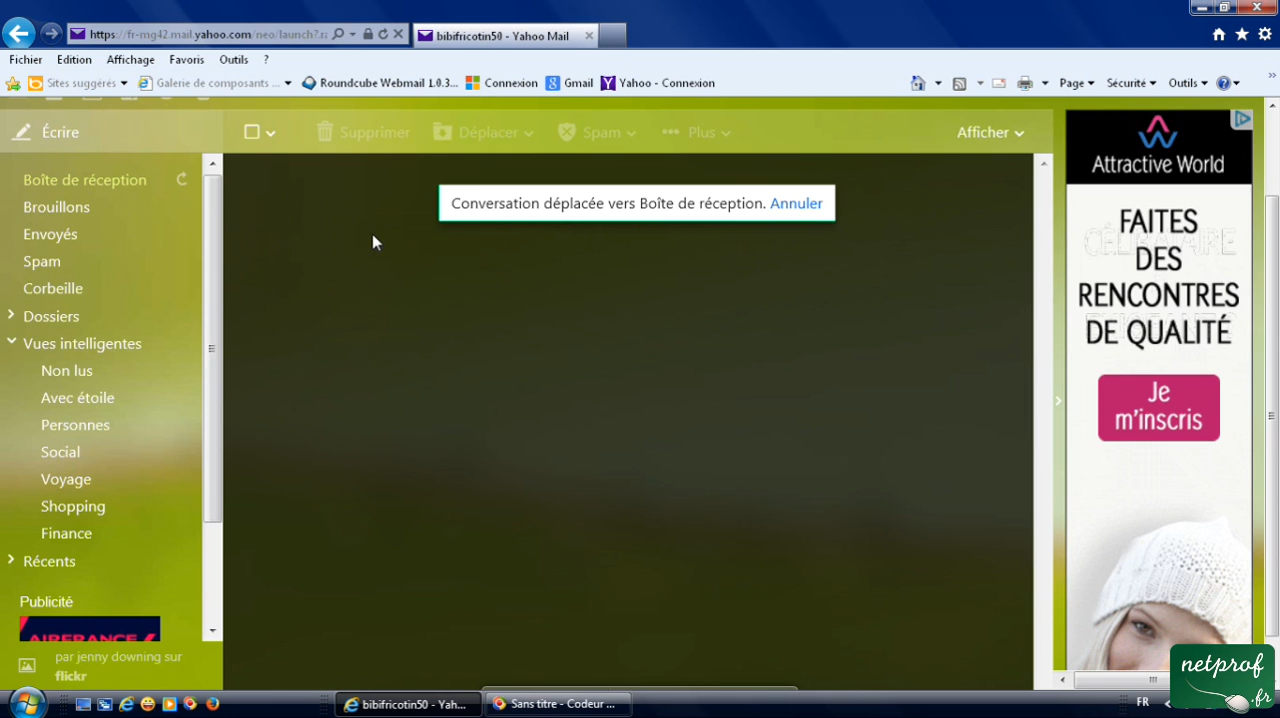 https://fr-mg42.mail.yahoo.com/neo/launch?.ra
bibifricotin50 - Yahoo Mail
Fichier Edition Affichage Favoris Outils ?
Sites suggérés Galerie de composants ... Roundcube Webmail 1.0.3... Connexion Gmail Yahoo - Connexion
Page Sécurité Outils
Écrire
Supprimer Déplacer Spam Plus Afficher
Boîte de réception
Brouillons
Envoyés
Spam
Corbeille
Dossiers
Vues intelligentes
Non lus
Avec étoile
Personnes
Social
Voyage
Shopping
Finance
Récents
Publicité
AIRFRANCE
par jenny downing sur
flickr
Conversation déplacée vers Boîte de réception. Annuler
Attractive World
FAITES
CÉLIBATAIRE
DES
RENCONTRES
DE QUALITÉ
Je
m'inscris
netprof
.fr
bibifricotin50 - Yah...
Sans titre - Codeur ...
FR